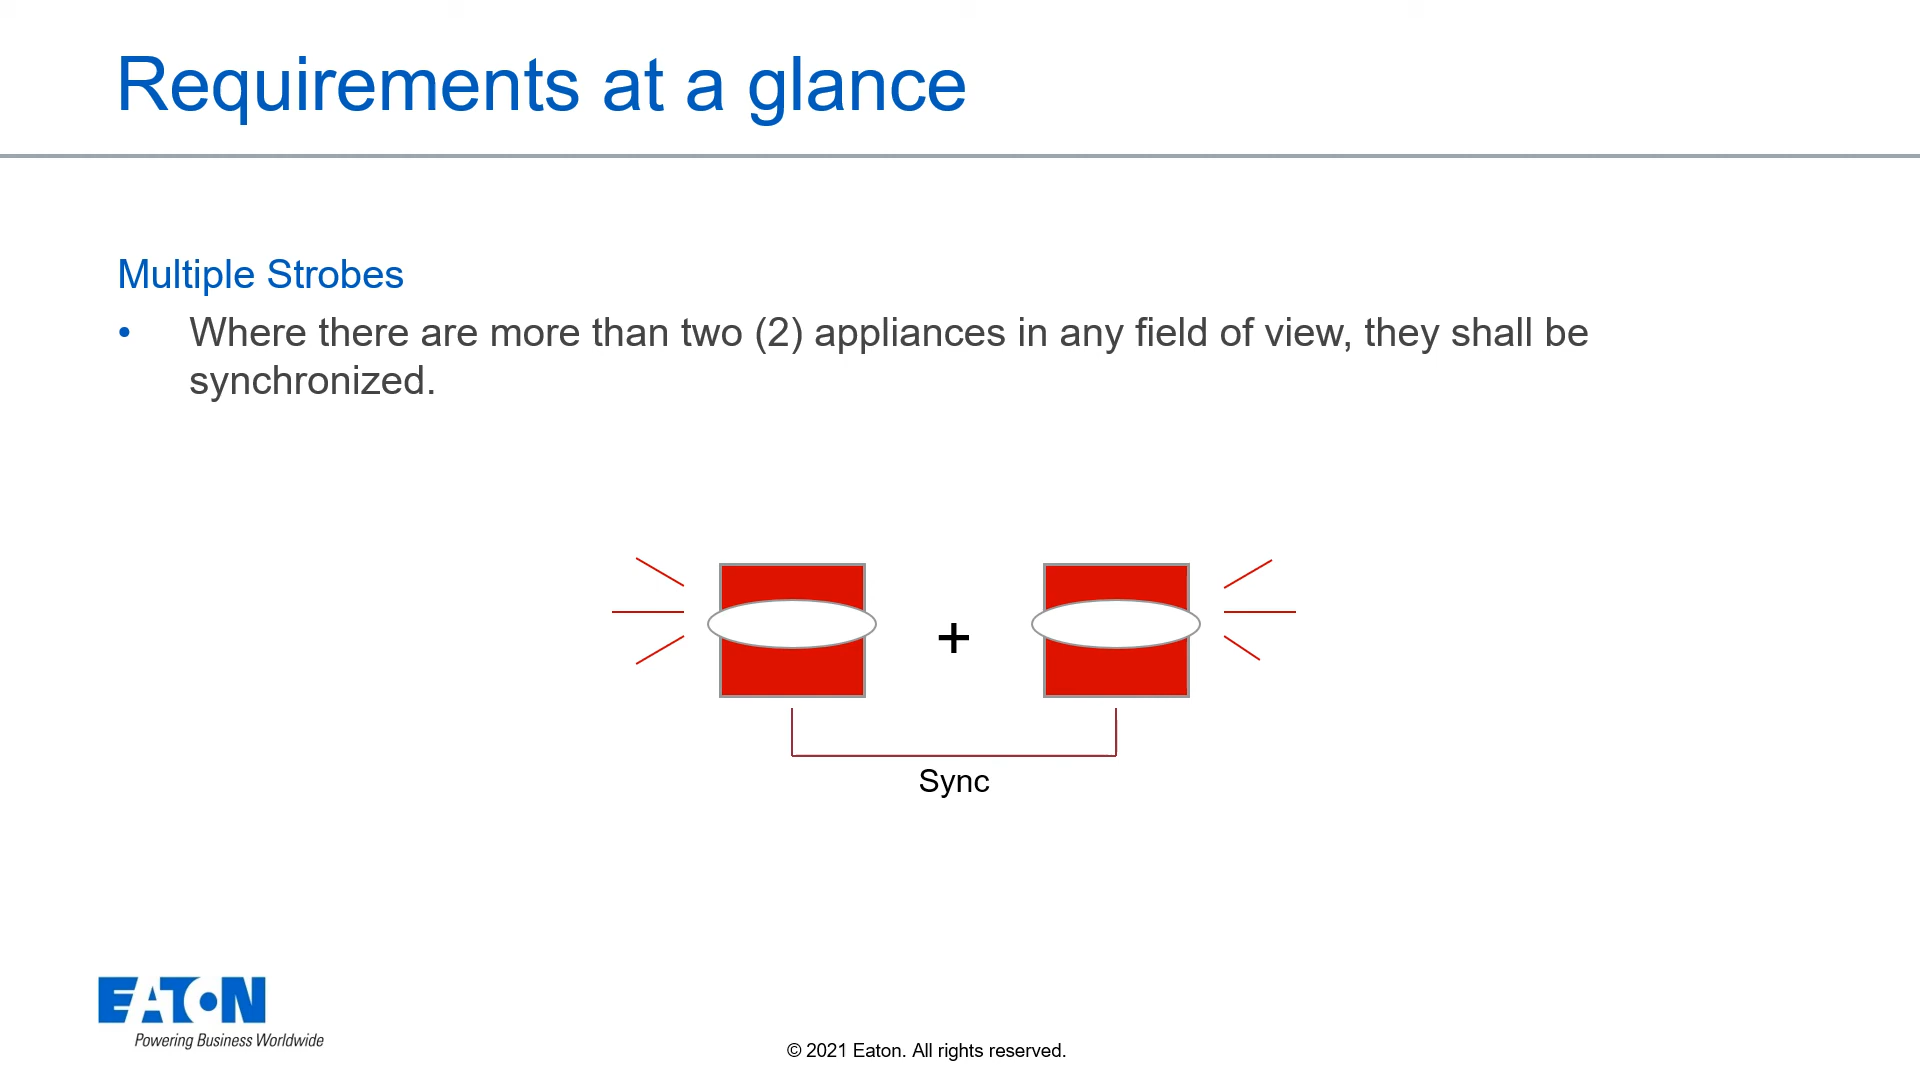 Requirements at a glance
Multiple Strobes
• Where there are more than two (2) appliances in any field of view, they shall be
synchronized.
+
Sync
EATON
Powering Business Worldwide
© 2021 Eaton. All rights reserved.